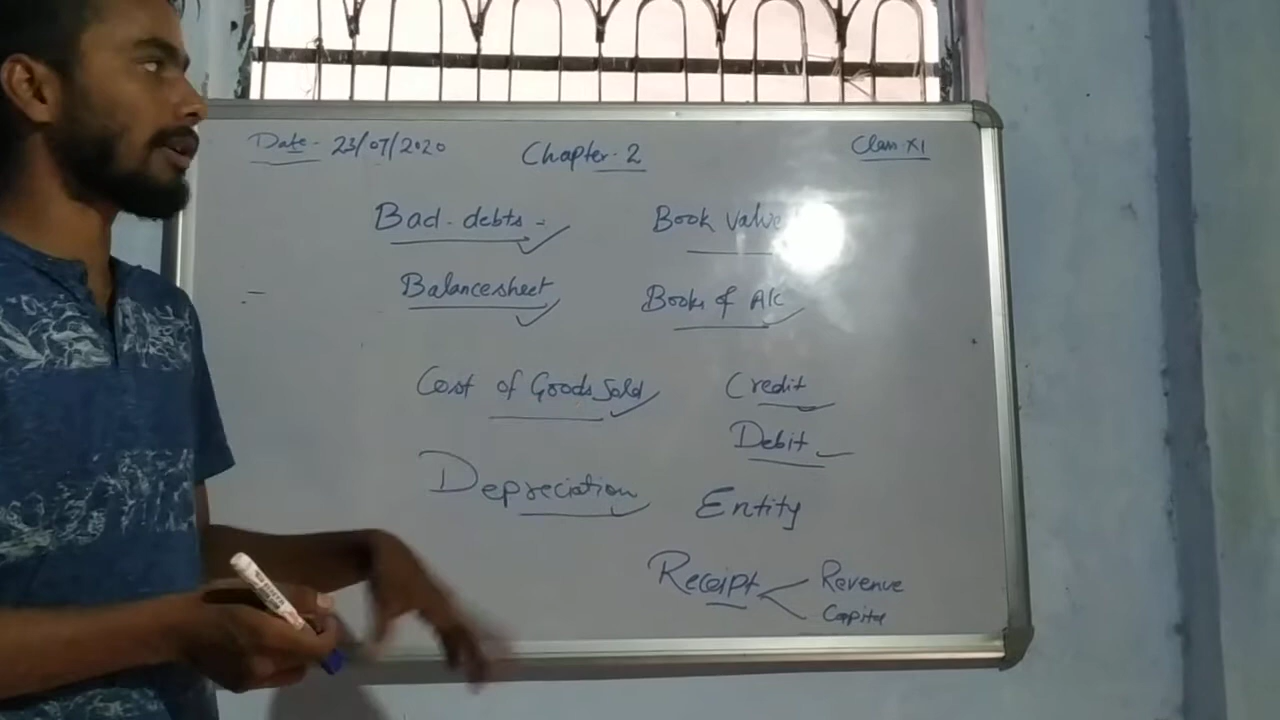 Date - 23/07/2020 Chapter - 2 Class XI
Bad - debts - Book value
Balancesheet Books of A/c
Cost of Goods Sold Credit
Debit
Depreciation Entity
Receipt Revenue
Capital